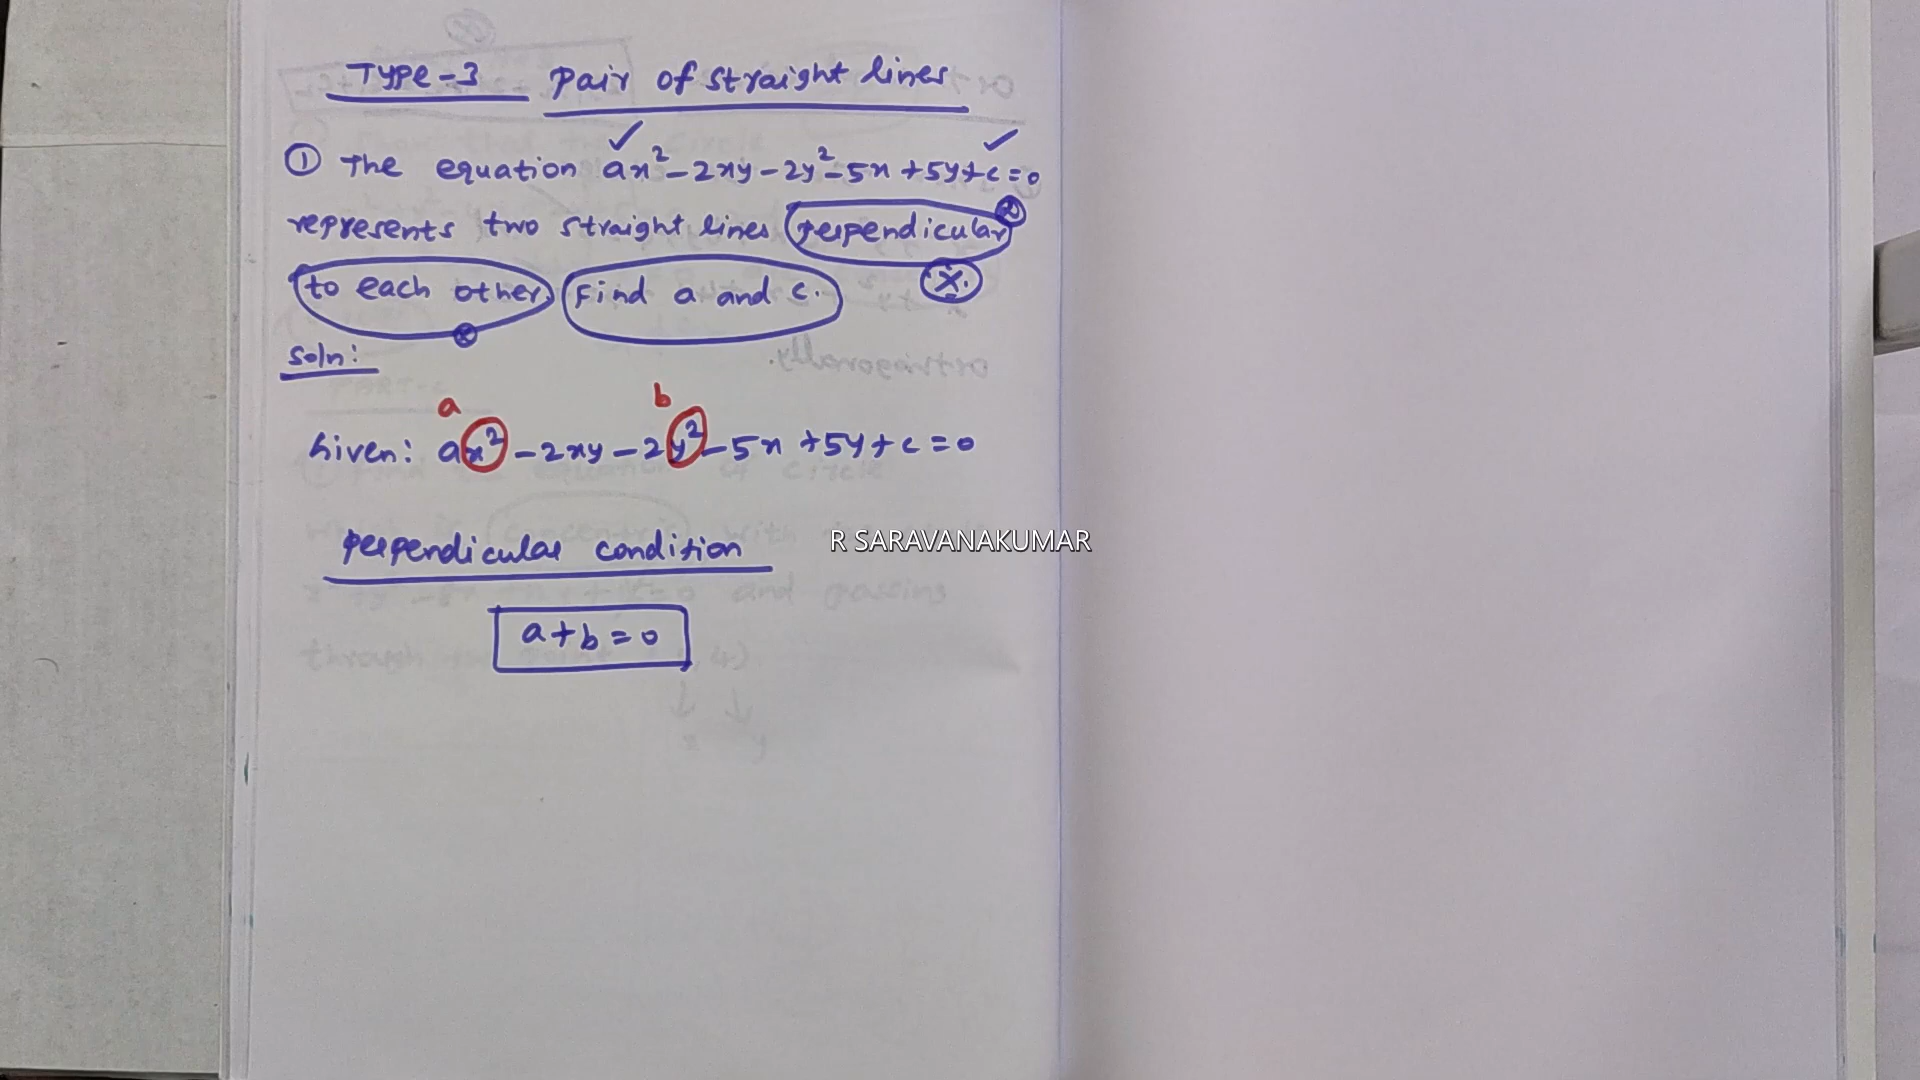 Type-3 Pair of straight lines
① The equation ax²-2xy-2y²-5x+5y+c=0
represents two straight lines perpendicular
to each other. Find a and c.
Soln:
a b
Given: ax²-2xy-2y²-5x+5y+c=0
perpendicular condition
R SARAVANAKUMAR
a+b=0